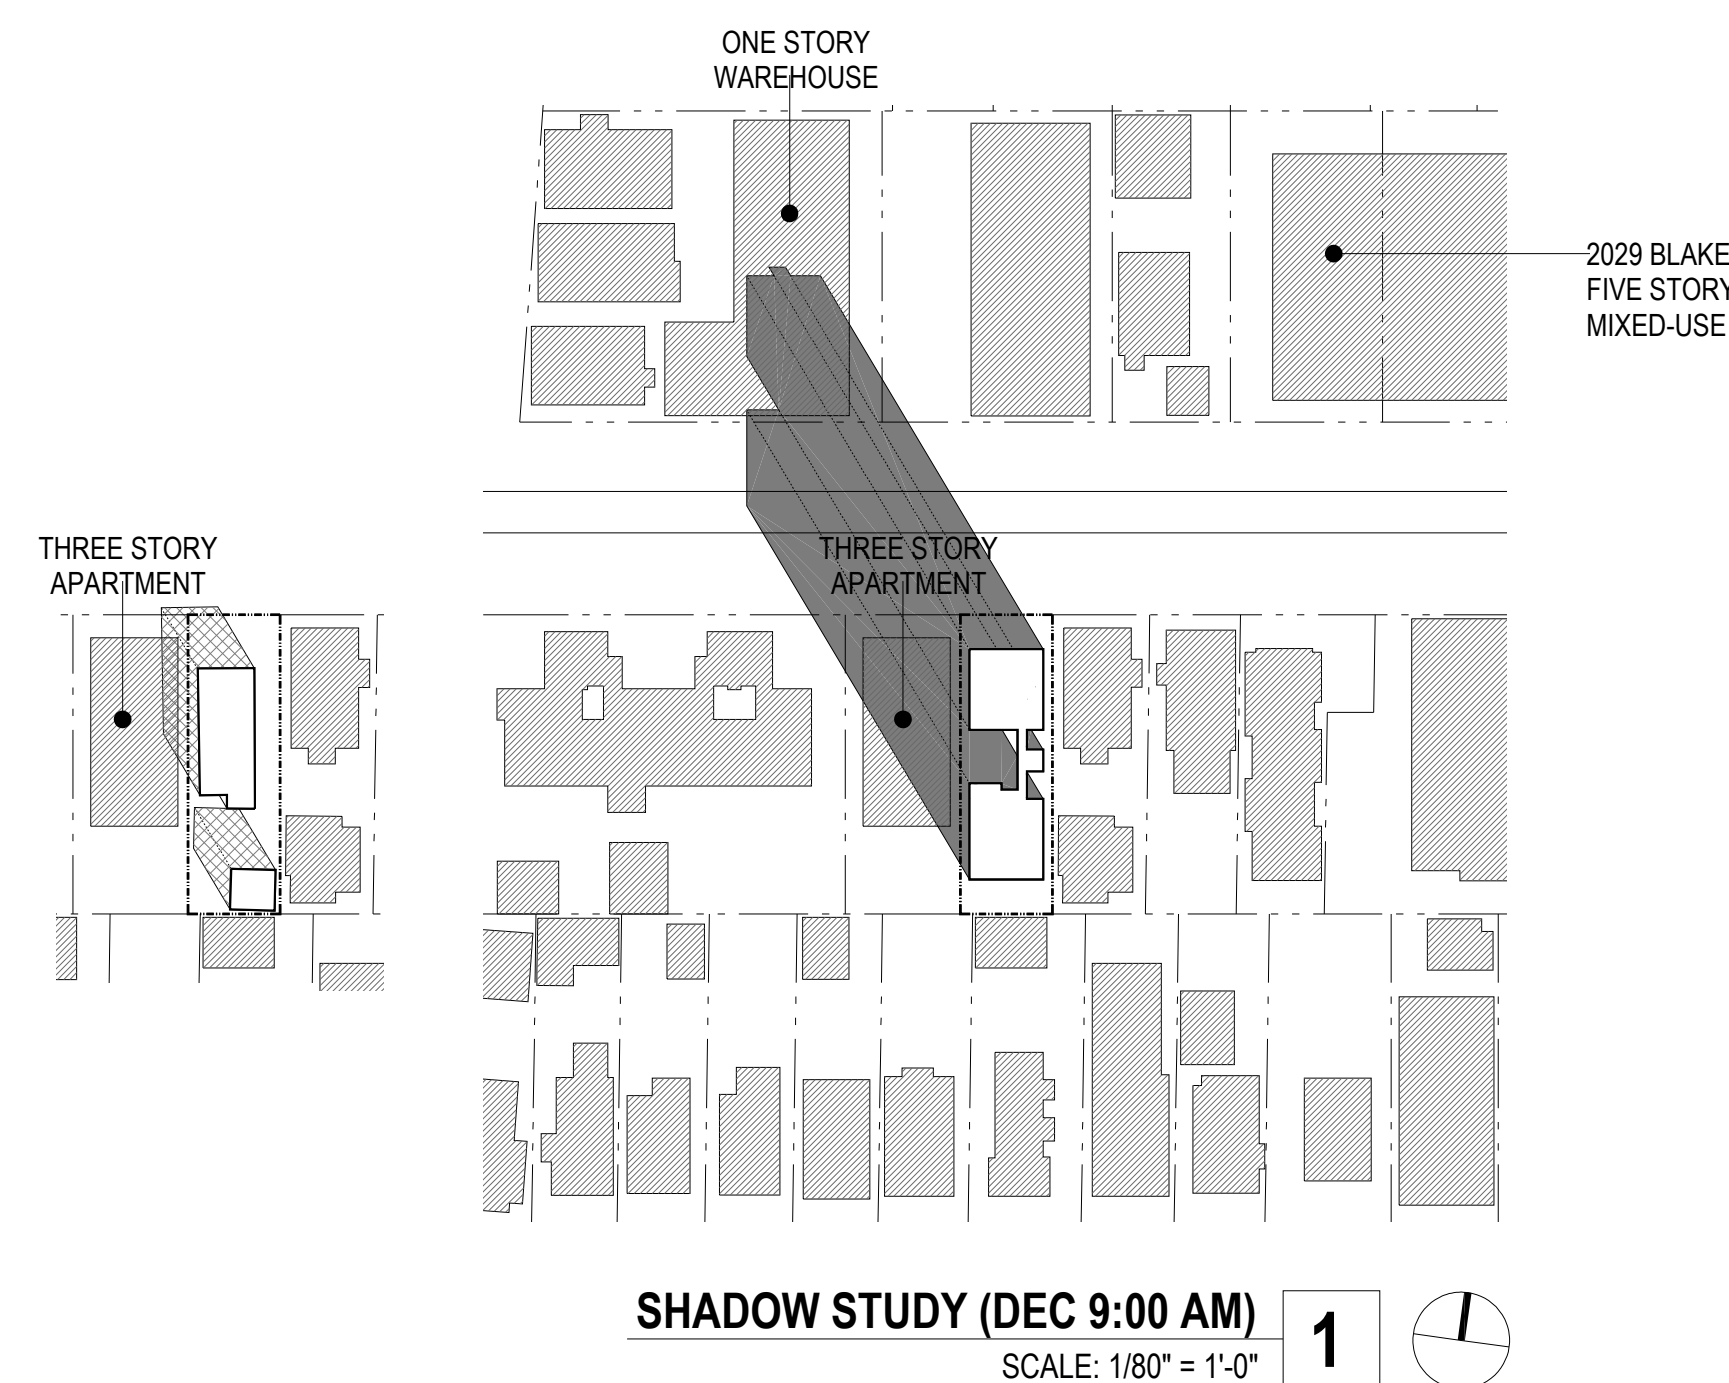 ONE STORY
WAREHOUSE
2029 BLAKE
FIVE STORY
MIXED-USE
THREE STORY
APARTMENT
THREE STORY
APARTMENT
SHADOW STUDY (DEC 9:00 AM)
1
SCALE: 1/80" = 1'-0"